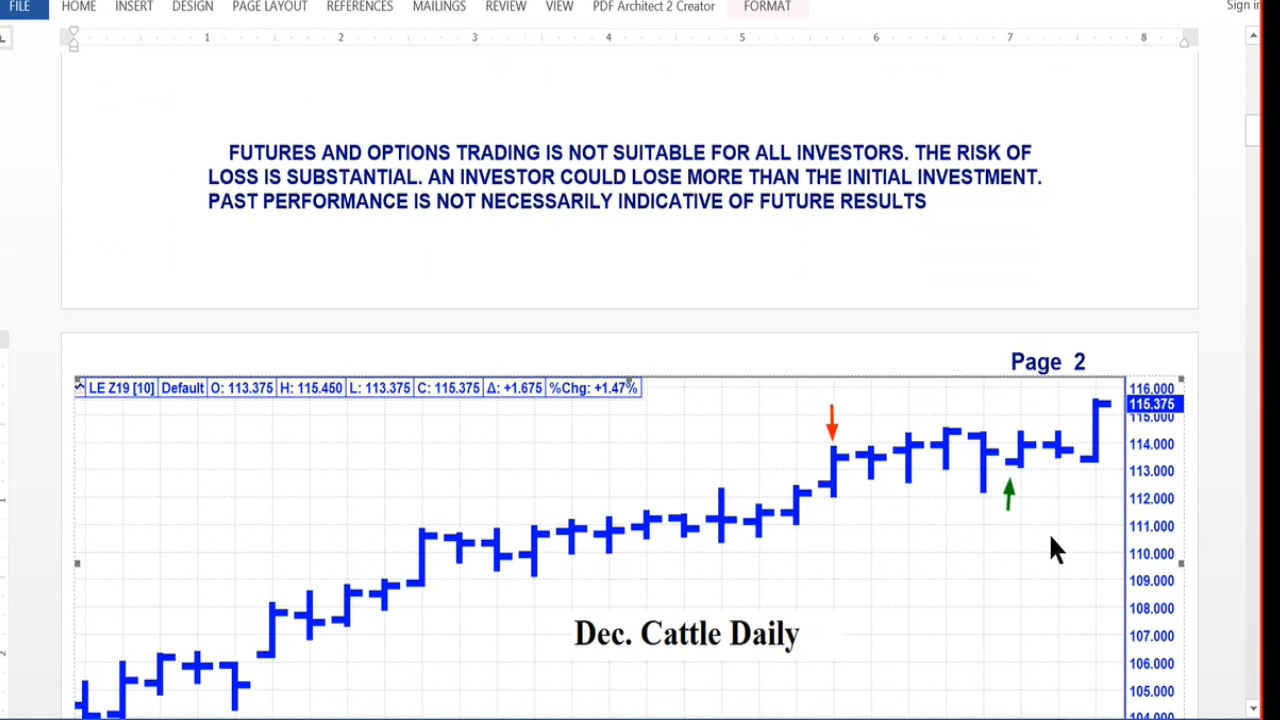 FILE HOME INSERT DESIGN PAGE LAYOUT REFERENCES MAILINGS REVIEW VIEW PDF Architect 2 Creator FORMAT Sign in
1 2 3 4 5 6 7 8
FUTURES AND OPTIONS TRADING IS NOT SUITABLE FOR ALL INVESTORS. THE RISK OF
LOSS IS SUBSTANTIAL. AN INVESTOR COULD LOSE MORE THAN THE INITIAL INVESTMENT.
PAST PERFORMANCE IS NOT NECESSARILY INDICATIVE OF FUTURE RESULTS
Page 2
LE Z19 [10] Default O: 113.375 H: 115.450 L: 113.375 C: 115.375 Δ: +1.675 %Chg: +1.47%
116.000
115.375
115.000
114.000
113.000
112.000
111.000
110.000
109.000
108.000
107.000
106.000
105.000
104.000
Dec. Cattle Daily